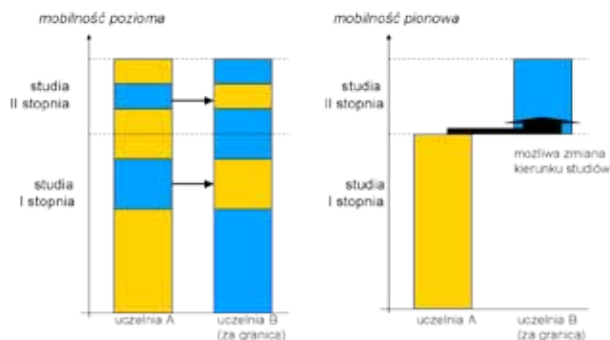 mobilność pozioma
studia
II stopnia
studia
I stopnia
uczelnia A
uczelnia B
(za granicą)
mobilność pionowa
studia
II stopnia
możliwa zmiana
kierunku studiów
studia
I stopnia
uczelnia A
uczelnia B
(za granicą)